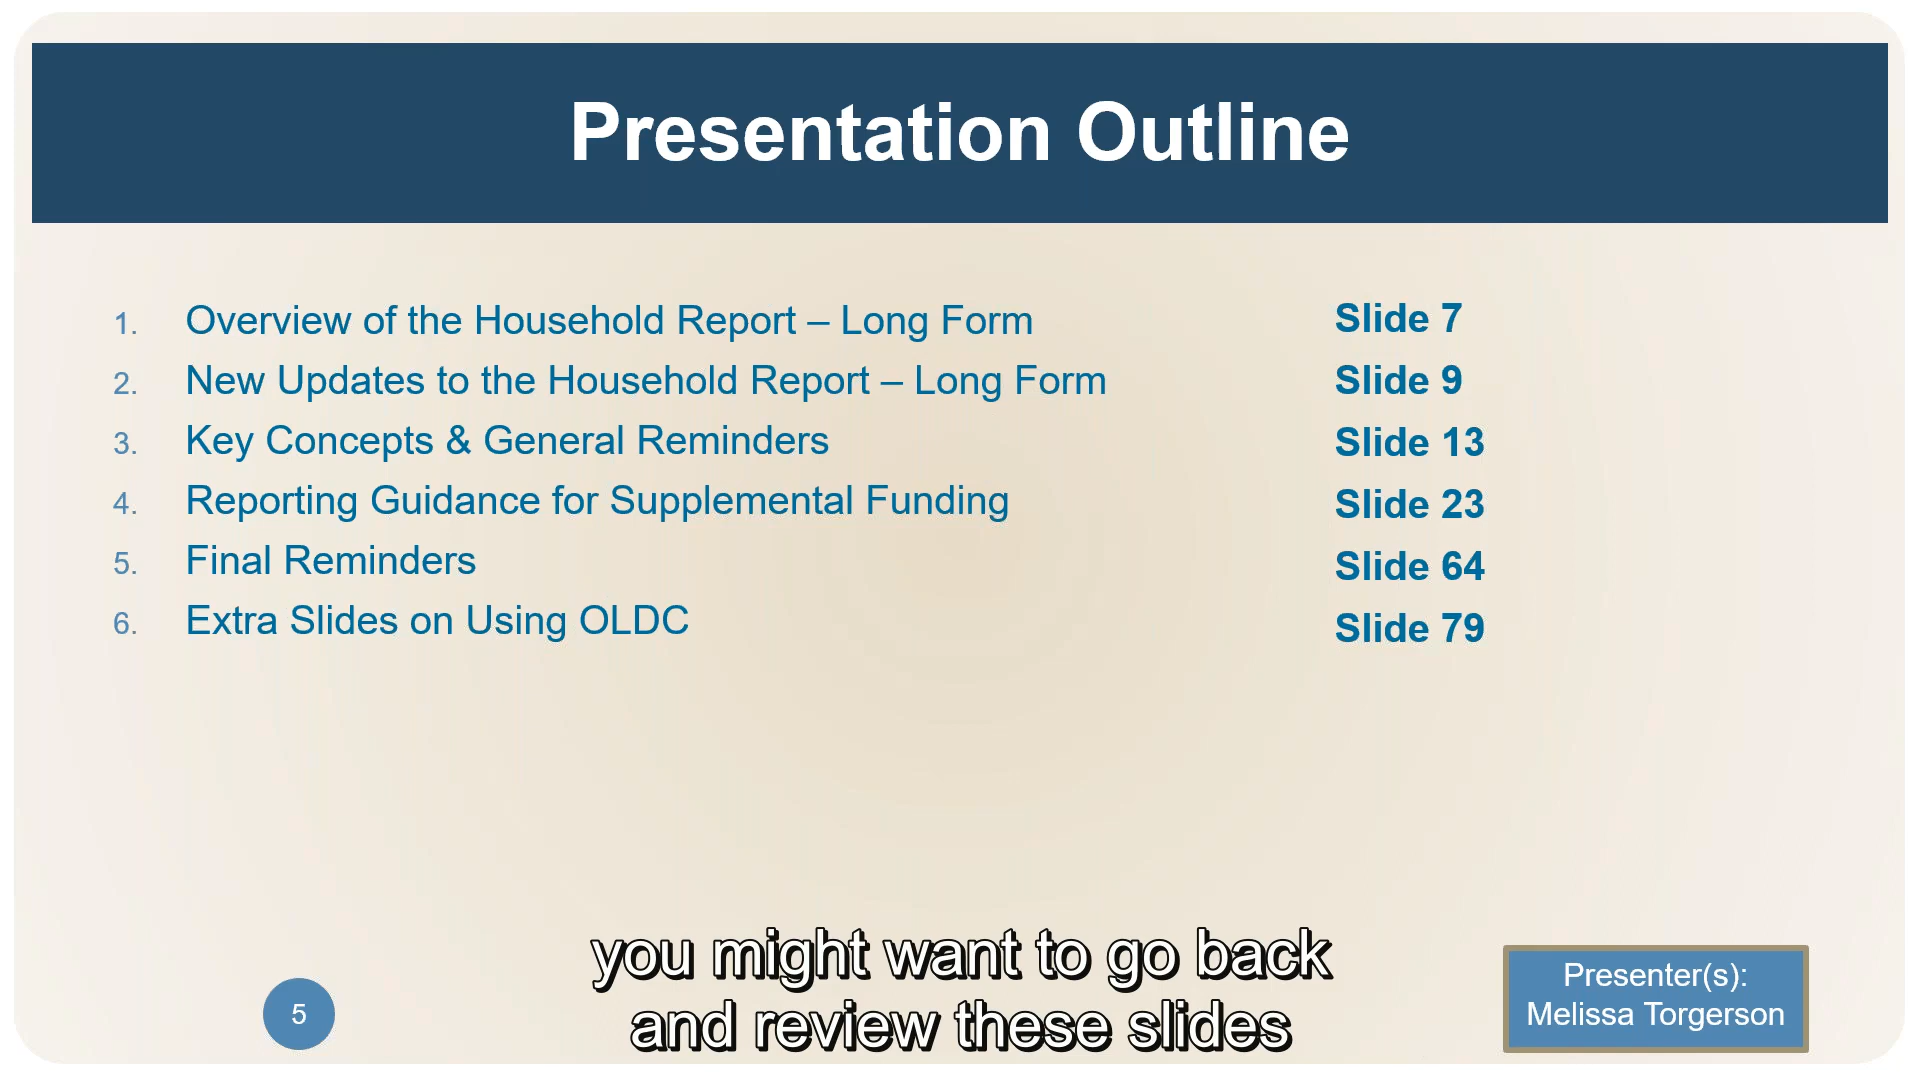 Presentation Outline
1. Overview of the Household Report – Long Form Slide 7
2. New Updates to the Household Report – Long Form Slide 9
3. Key Concepts & General Reminders Slide 13
4. Reporting Guidance for Supplemental Funding Slide 23
5. Final Reminders Slide 64
6. Extra Slides on Using OLDC Slide 79
you might want to go back
and review these slides
5
Presenter(s):
Melissa Torgerson